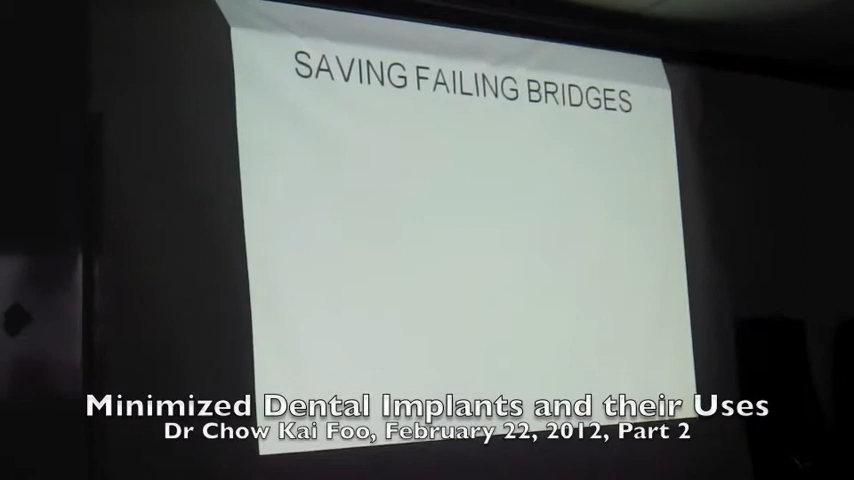 SAVING FAILING BRIDGES
Minimized Dental Implants and their Uses
Dr Chow Kai Foo, February 22, 2012, Part 2